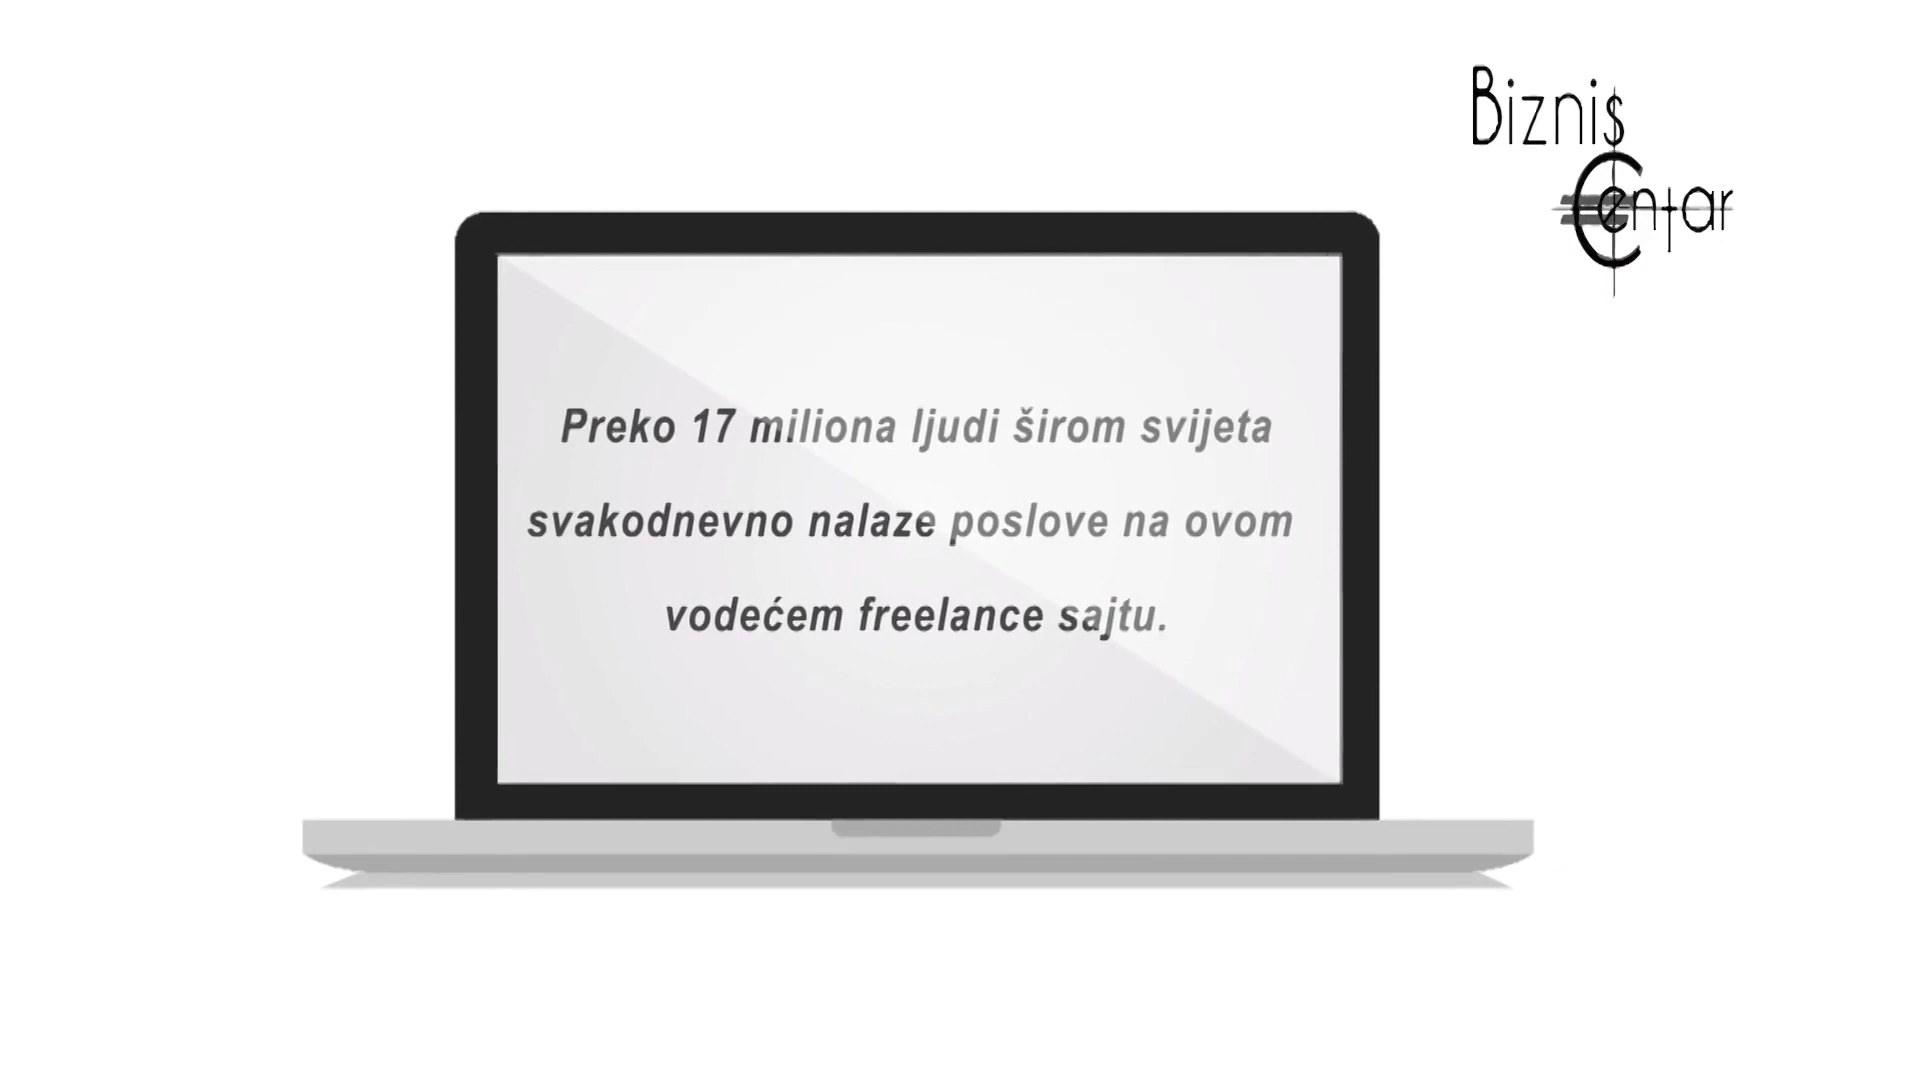 Biznis
Centar
Preko 17 miliona ljudi širom svijeta
svakodnevno nalaze poslove na ovom
vodećem freelance sajtu.